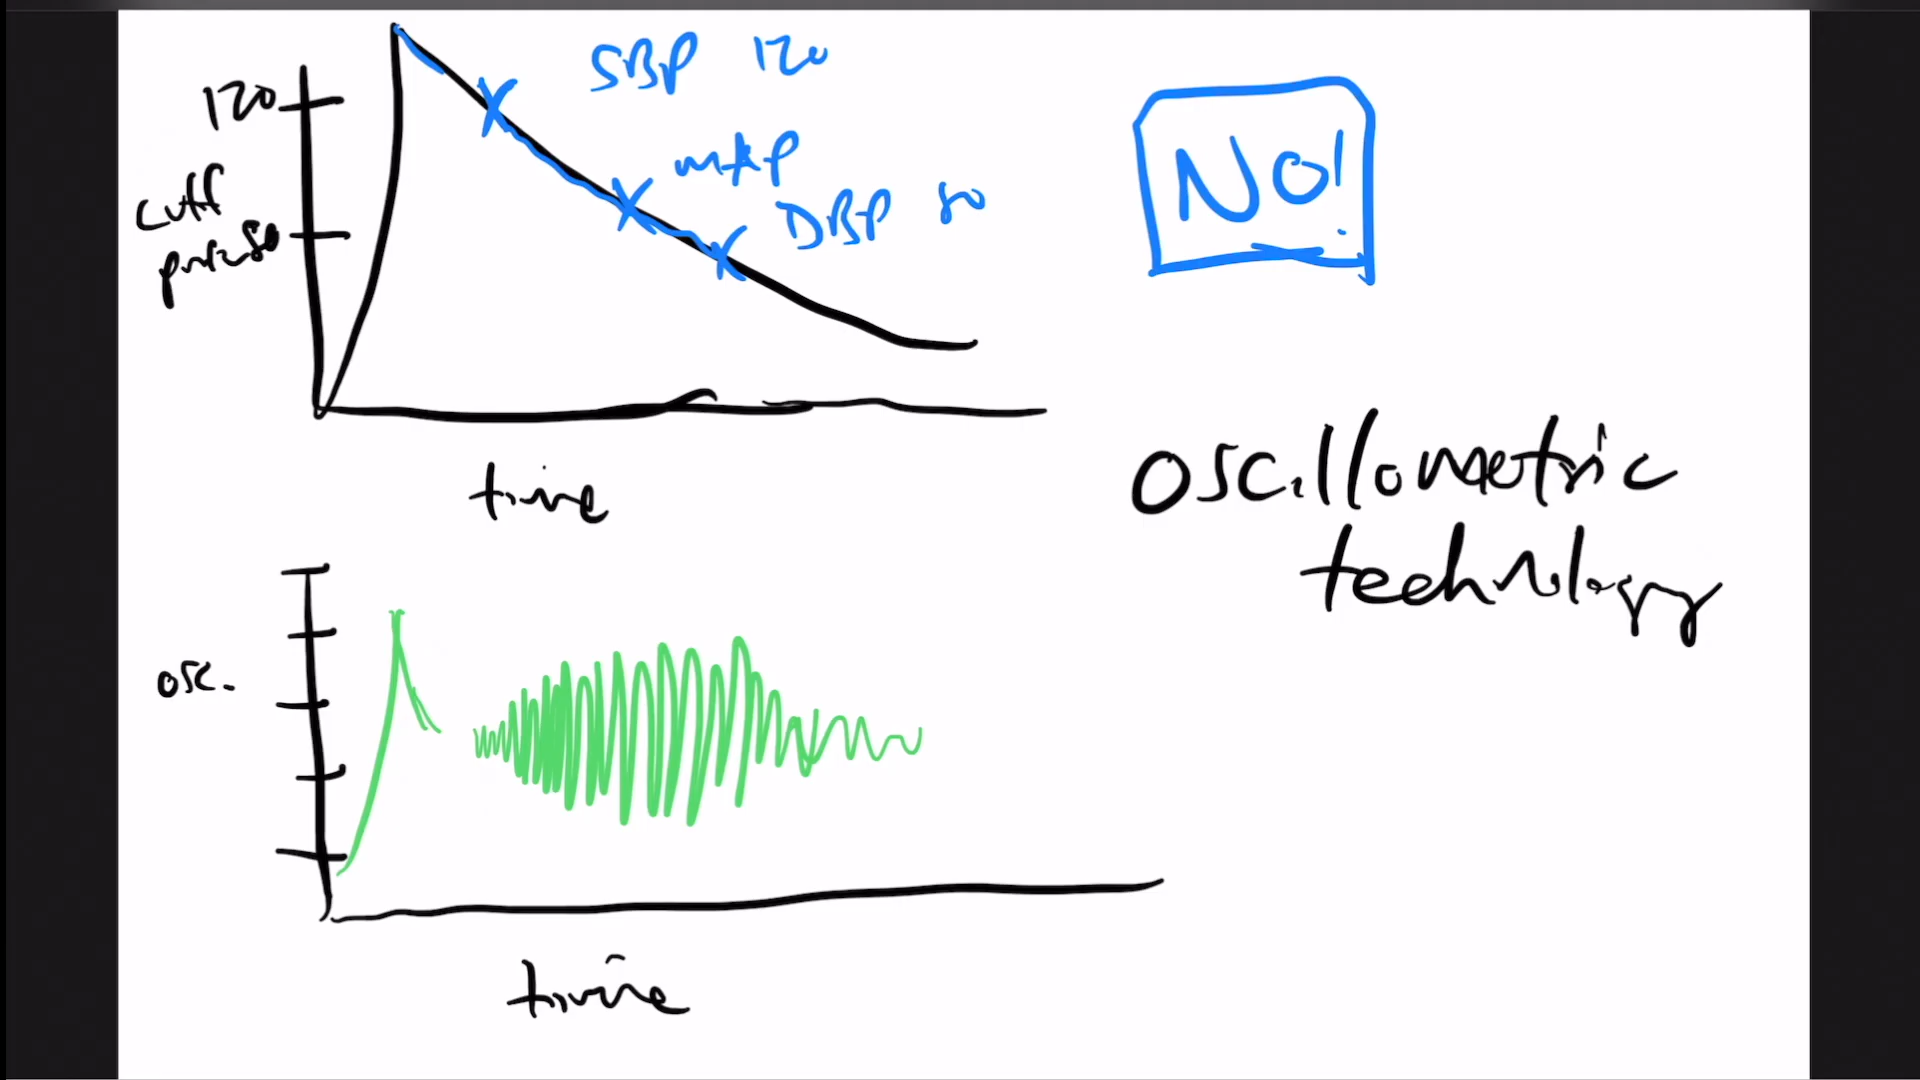 SBP 120
120
MAP
NO!
cuff
DBP 80
80
time
oscillometric
technology
osc.
time